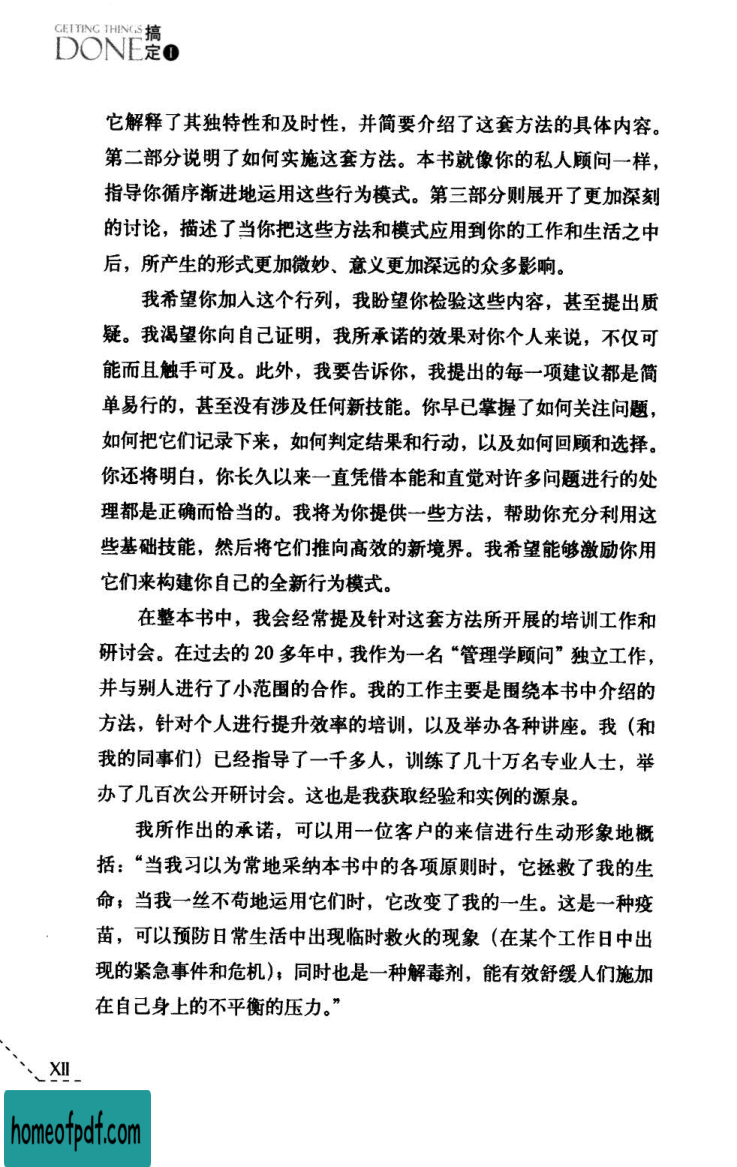 GETTING THINGS 搞
DONE 定 1
它解释了其独特性和及时性，并简要介绍了这套方法的具体内容。
第二部分说明了如何实施这套方法。本书就像你的私人顾问一样，
指导你循序渐进地运用这些行为模式。第三部分则展开了更加深刻
的讨论，描述了当你把这些方法和模式应用到你的工作和生活之中
后，所产生的形式更加微妙、意义更加深远的众多影响。
我希望你加入这个行列，我盼望你检验这些内容，甚至提出质
疑。我渴望你向自己证明，我所承诺的效果对你个人来说，不仅可
能而且触手可及。此外，我要告诉你，我提出的每一项建议都是简
单易行的，甚至没有涉及任何新技能。你早已掌握了如何关注问题，
如何把它们记录下来，如何判定结果和行动，以及如何回顾和选择。
你还将明白，你长久以来一直凭借本能和直觉对许多问题进行的处
理都是正确而恰当的。我将为你提供一些方法，帮助你充分利用这
些基础技能，然后将它们推向高效的新境界。我希望能够激励你用
它们来构建你自己的全新行为模式。
在整本书中，我会经常提及针对这套方法所开展的培训工作和
研讨会。在过去的 20 多年中，我作为一名“管理学顾问”独立工作，
并与别人进行了小范围的合作。我的工作主要是围绕本书中介绍的
方法，针对个人进行提升效率的培训，以及举办各种讲座。我（和
我的同事们）已经指导了一千多人，训练了几十万名专业人士，举
办了几百次公开研讨会。这也是我获取经验和实例的源泉。
我所作出的承诺，可以用一位客户的来信进行生动形象地概
括：“当我习以为常地采纳本书中的各项原则时，它拯救了我的生
命；当我一丝不苟地运用它们时，它改变了我的一生。这是一种疫
苗，可以预防日常生活中出现临时救火的现象（在某个工作日中出
现的紧急事件和危机）；同时也是一种解毒剂，能有效舒缓人们施加
在自己身上的不平衡的压力。”
XII
homeofpdf.com